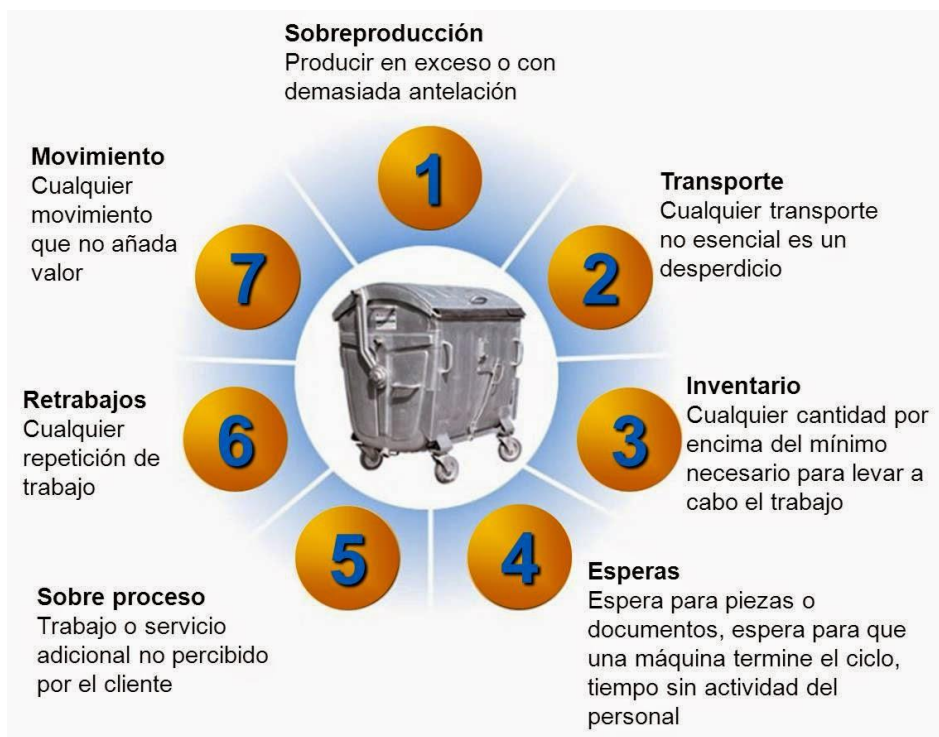 Sobreproducción
Producir en exceso o con
demasiada antelación
1
Transporte
Cualquier transporte
no esencial es un
desperdicio
2
Inventario
Cualquier cantidad por
encima del mínimo
necesario para levar a
cabo el trabajo
3
Esperas
Espera para piezas o
documentos, espera para que
una máquina termine el ciclo,
tiempo sin actividad del
personal
4
Sobre proceso
Trabajo o servicio
adicional no percibido
por el cliente
5
Retrabajos
Cualquier
repetición de
trabajo
6
Movimiento
Cualquier
movimiento
que no añada
valor
7